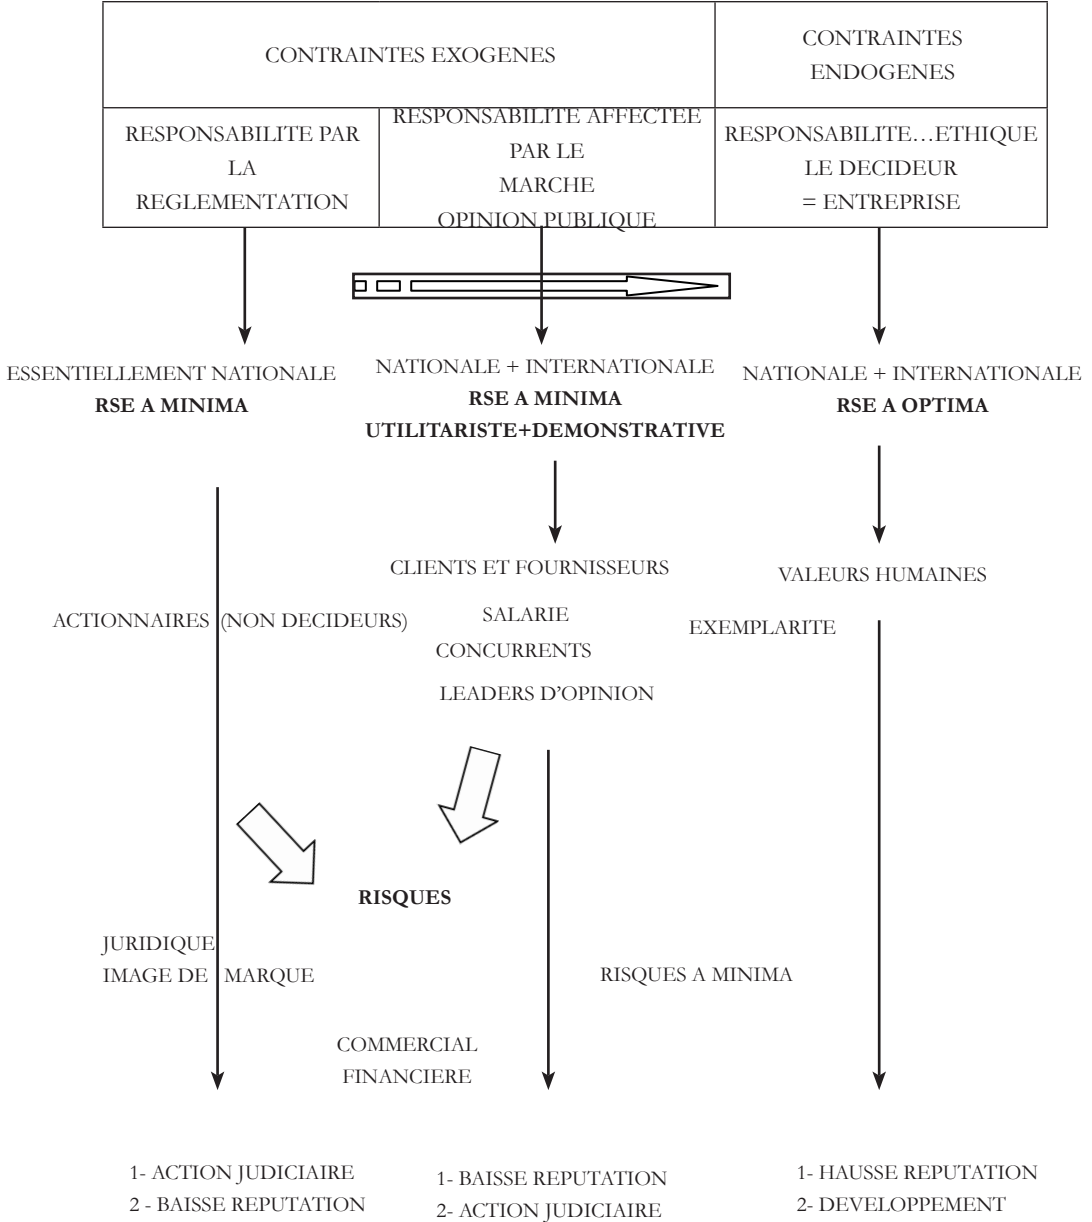 CONTRAINTES EXOGENES
CONTRAINTES
ENDOGENES
RESPONSABILITE PAR
LA
REGLEMENTATION
RESPONSABILITE AFFECTEE
PAR LE
MARCHE
OPINION PUBLIQUE
RESPONSABILITE…ETHIQUE
LE DECIDEUR
= ENTREPRISE
ESSENTIELLEMENT NATIONALE
RSE A MINIMA
NATIONALE + INTERNATIONALE
RSE A MINIMA
UTILITARISTE+DEMONSTRATIVE
NATIONALE + INTERNATIONALE
RSE A OPTIMA
ACTIONNAIRES (NON DECIDEURS)
CLIENTS ET FOURNISSEURS
SALARIE
CONCURRENTS
LEADERS D’OPINION
VALEURS HUMAINES
EXEMPLARITE
RISQUES
JURIDIQUE
IMAGE DE MARQUE
RISQUES A MINIMA
COMMERCIAL
FINANCIERE
1- ACTION JUDICIAIRE
2 - BAISSE REPUTATION
1- BAISSE REPUTATION
2- ACTION JUDICIAIRE
1- HAUSSE REPUTATION
2- DEVELOPPEMENT